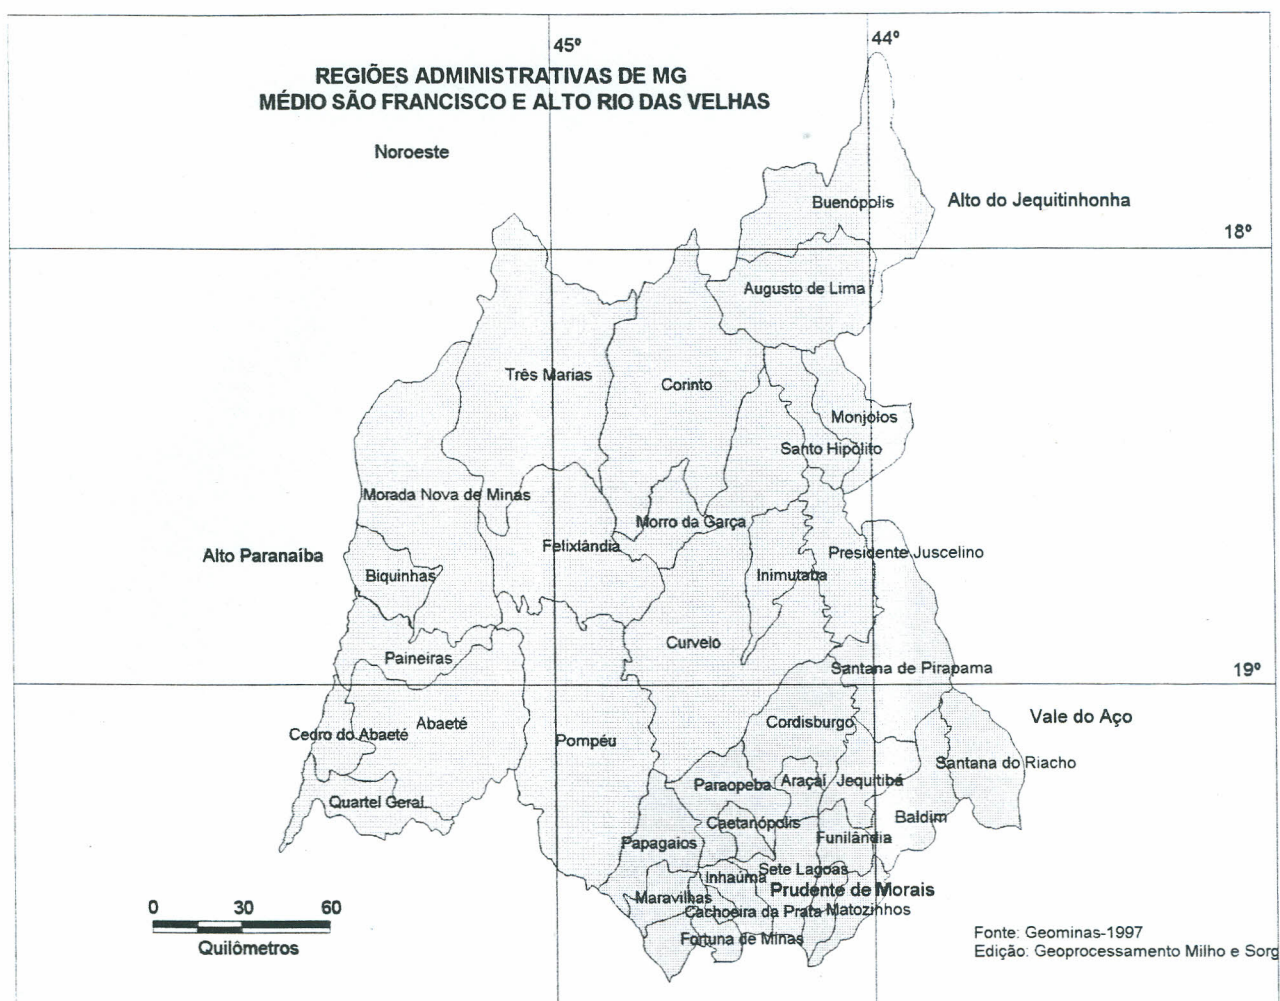 45º
44º
REGIÕES ADMINISTRATIVAS DE MG
MÉDIO SÃO FRANCISCO E ALTO RIO DAS VELHAS
Noroeste
Buenópolis
Alto do Jequitinhonha
18º
Augusto de Lima
Três Marias
Corinto
Monjolos
Santo Hipólito
Morada Nova de Minas
Morro da Garça
Felixlândia
Presidente Juscelino
Alto Paranaíba
Biquinhas
Inimutaba
Curvelo
Paineiras
Santana de Pirapama
19º
Vale do Aço
Abaeté
Cordisburgo
Cedro do Abaeté
Pompéu
Santana do Riacho
Paraopeba
Araçaí
Jequitibá
Quartel Geral
Baldim
Caetanópolis
Funilândia
Papagaios
Sete Lagoas
Inhaúma
Prudente de Morais
Maravilhas
Cachoeira da Prata
Matozinhos
Fortuna de Minas
0 30 60
Quilômetros
Fonte: Geominas-1997
Edição: Geoprocessamento Milho e Sorg